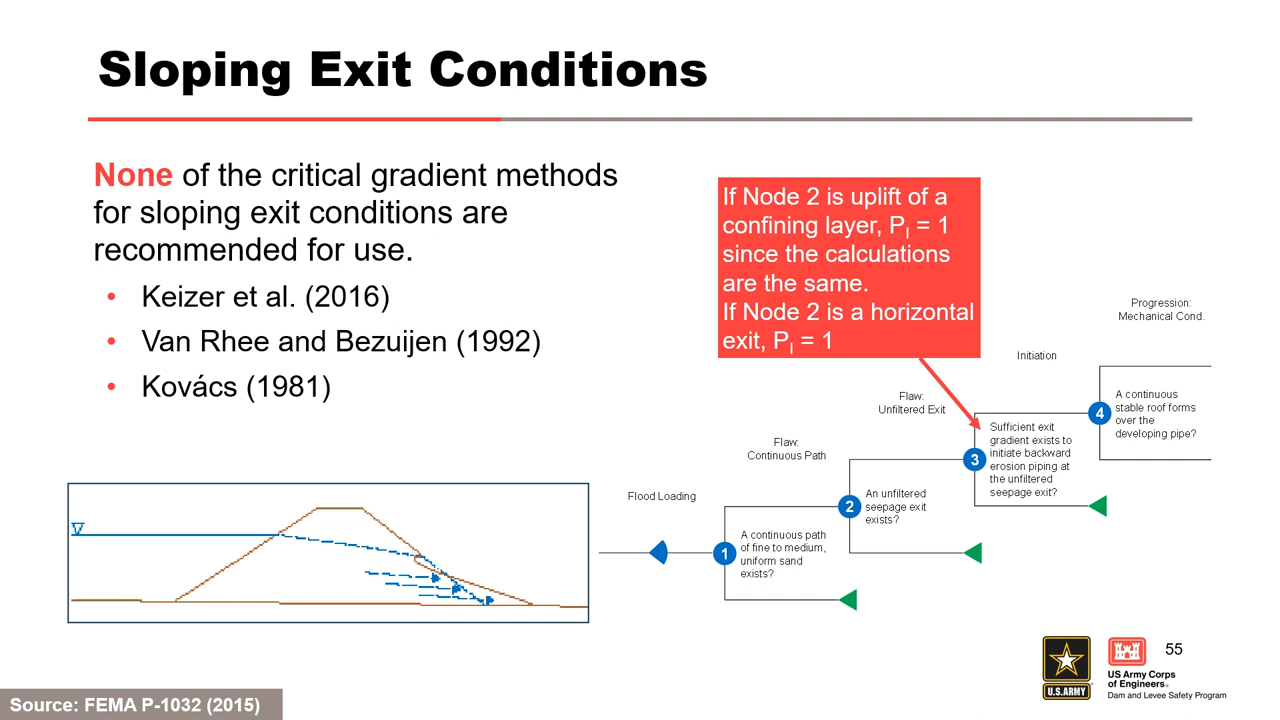 Sloping Exit Conditions
None of the critical gradient methods
for sloping exit conditions are
recommended for use.
• Keizer et al. (2016)
• Van Rhee and Bezuijen (1992)
• Kovács (1981)
If Node 2 is uplift of a
confining layer, PI = 1
since the calculations
are the same.
If Node 2 is a horizontal
exit, PI = 1
Flood Loading
1
A continuous path
of fine to medium,
uniform sand
exists?
Flaw:
Continuous Path
2
An unfiltered
seepage exit
exists?
Flaw:
Unfiltered Exit
3
Sufficient exit
gradient exists to
initiate backward
erosion piping at
the unfiltered
seepage exit?
Initiation
4
A continuous
stable roof forms
over the
developing pipe?
Progression:
Mechanical Cond.
U.S.ARMY
US Army Corps
of Engineers®
Dam and Levee Safety Program
55
Source: FEMA P-1032 (2015)